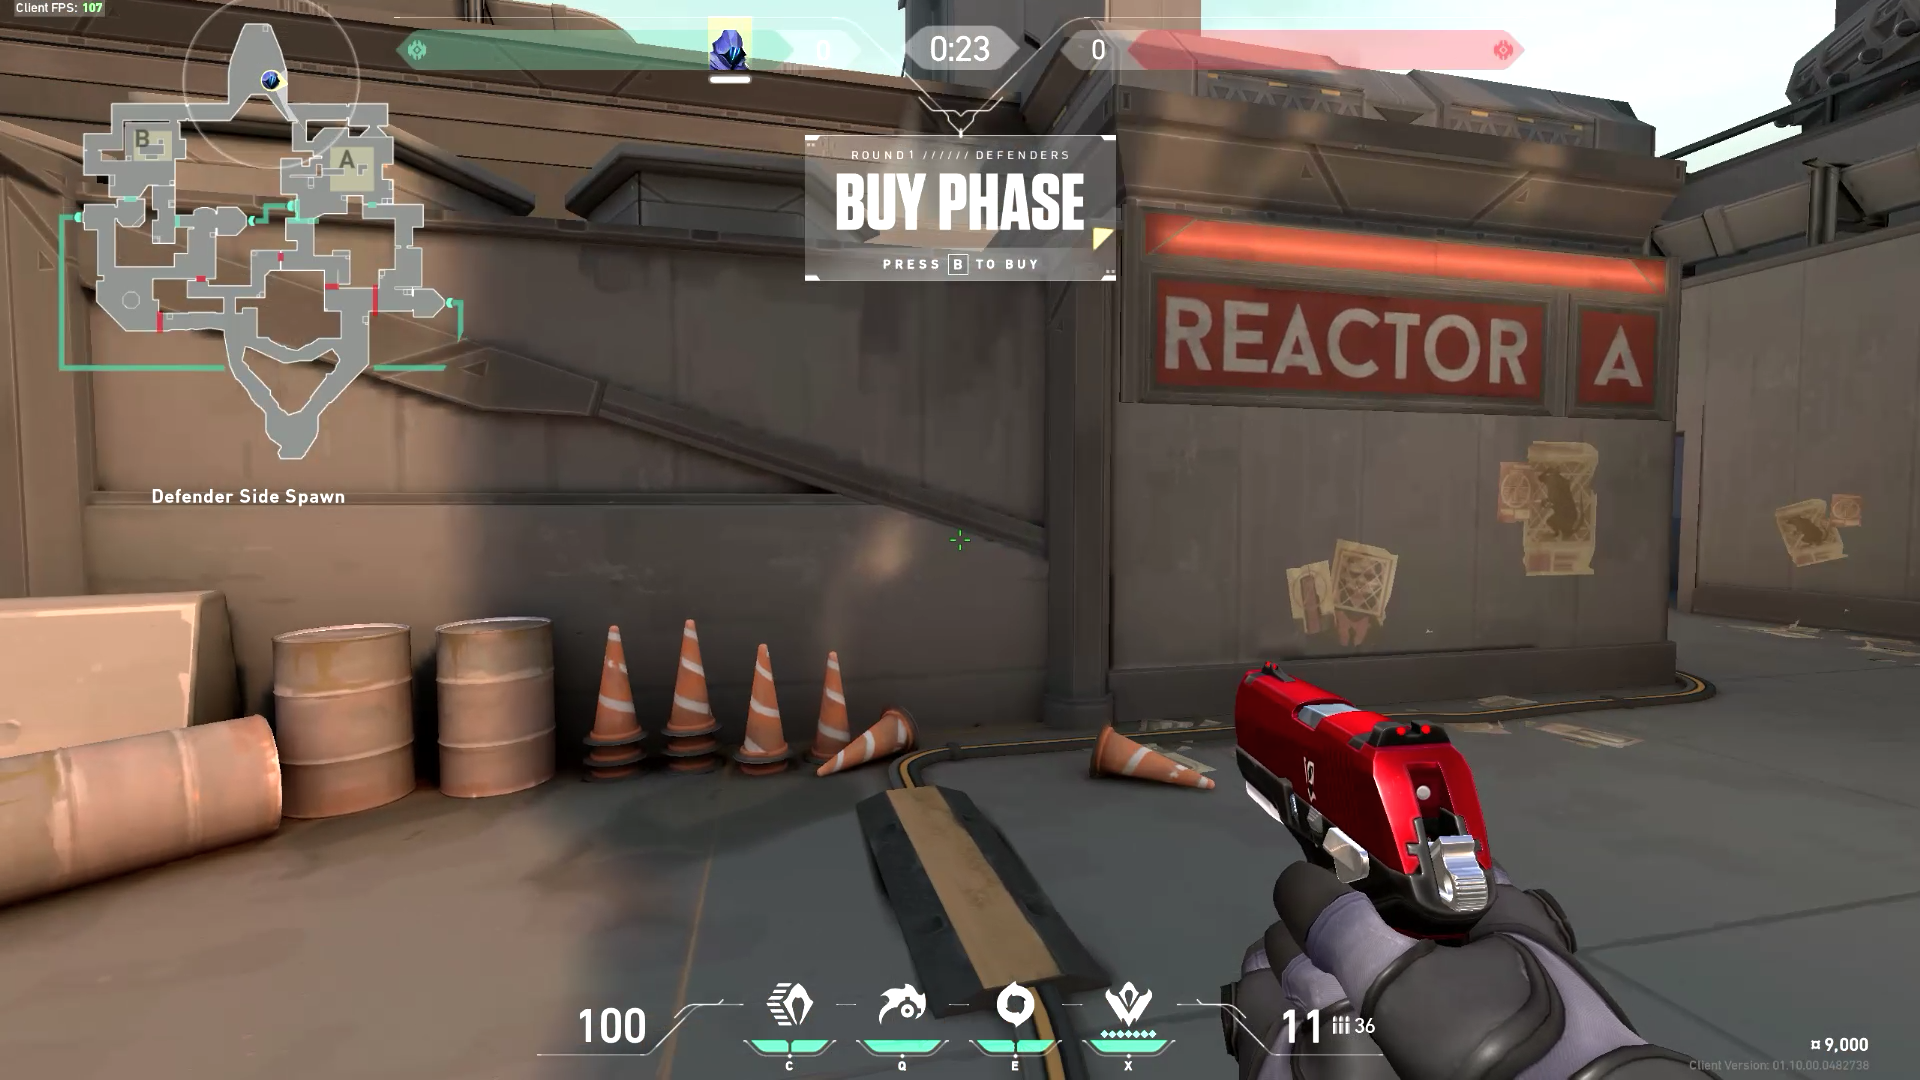 Client FPS: 107
0
0:23
0
B
A
ROUND 1 ////// DEFENDERS
BUY PHASE
PRESS B TO BUY
REACTOR A
Defender Side Spawn
100
11 36
C
Q
E
X
¤ 9,000
Client Version: 01.10.00.0482738